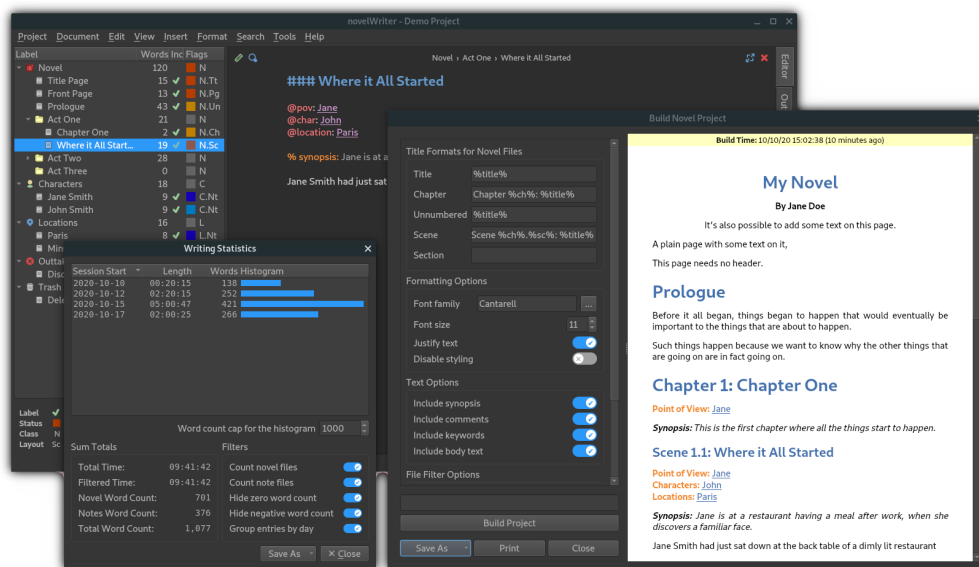 novelWriter - Demo Project
Project Document Edit View Insert Format Search Tools Help
Label Words Inc Flags
Novel 120 N
Title Page 15 N.Tt
Front Page 13 N.Pg
Prologue 43 N.Un
Act One 21 N
Chapter One 2 N.Ch
Where it All Start... 19 N.Sc
Act Two 28 N
Act Three 0 N
Characters 18 C
Jane Smith 9 C.Nt
John Smith 9 C.Nt
Locations 16 L
Paris 8 L.Nt
Label
Status
Class N
Layout Sc
Novel › Act One › Where it All Started
Editor
### Where it All Started
@pov: Jane
@char: John
@location: Paris
% synopsis: Jane is at a
Jane Smith had just sat
Writing Statistics
Session Start Length Words Histogram
2020-10-10 00:20:15 138
2020-10-12 02:20:15 252
2020-10-15 05:00:47 421
2020-10-17 02:00:25 266
Word count cap for the histogram 1000
Sum Totals
Total Time: 09:41:42
Filtered Time: 09:41:42
Novel Word Count: 701
Notes Word Count: 376
Total Word Count: 1,077
Filters
Count novel files
Count note files
Hide zero word count
Hide negative word count
Group entries by day
Save As Close
Build Novel Project
Title Formats for Novel Files
Title %title%
Chapter Chapter %ch%: %title%
Unnumbered %title%
Scene Scene %ch%.%sc%: %title%
Section
Formatting Options
Font family Cantarell ...
Font size 11
Justify text
Disable styling
Text Options
Include synopsis
Include comments
Include keywords
Include body text
File Filter Options
Build Project
Save As Print Close
Build Time: 10/10/20 15:02:38 (10 minutes ago)
My Novel
By Jane Doe
It's also possible to add some text on this page.
A plain page with some text on it,
This page needs no header.
Prologue
Before it all began, things began to happen that would eventually be
important to the things that are about to happen.
Such things happen because we want to know why the other things that
are going on are in fact going on.
Chapter 1: Chapter One
Point of View: Jane
Synopsis: This is the first chapter where all the things start to happen.
Scene 1.1: Where it All Started
Point of View: Jane
Characters: John
Locations: Paris
Synopsis: Jane is at a restaurant having a meal after work, when she
discovers a familiar face.
Jane Smith had just sat down at the back table of a dimly lit restaurant